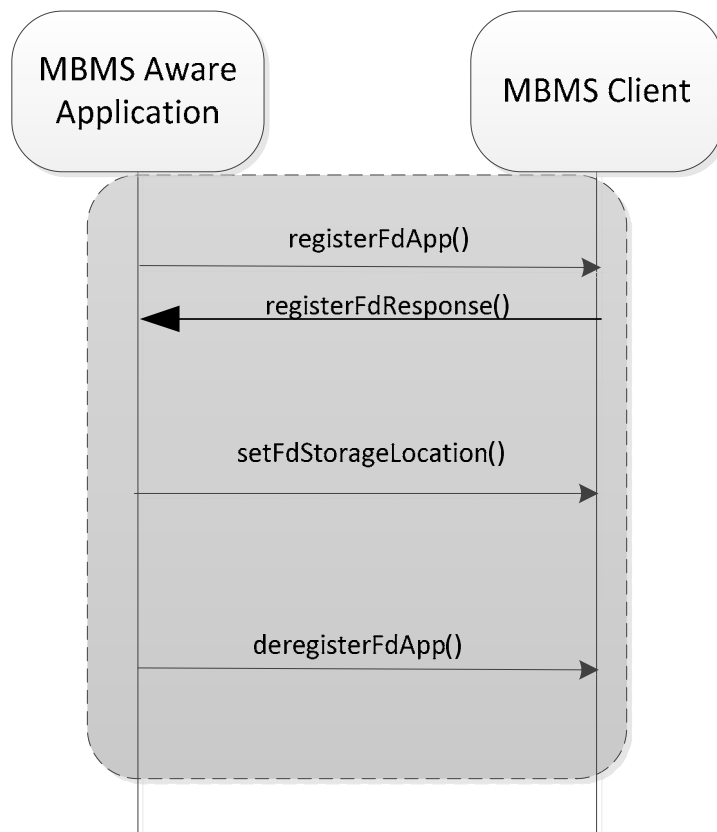 MBMS Aware
Application
MBMS Client
registerFdApp()
registerFdResponse()
setFdStorageLocation()
deregisterFdApp()